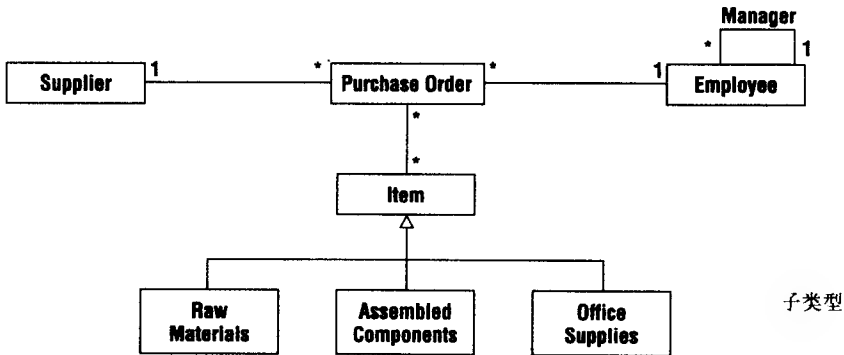 Manager
* 1
Supplier 1 * Purchase Order * 1 Employee
*
*
Item
Raw Materials
Assembled Components
Office Supplies
子类型